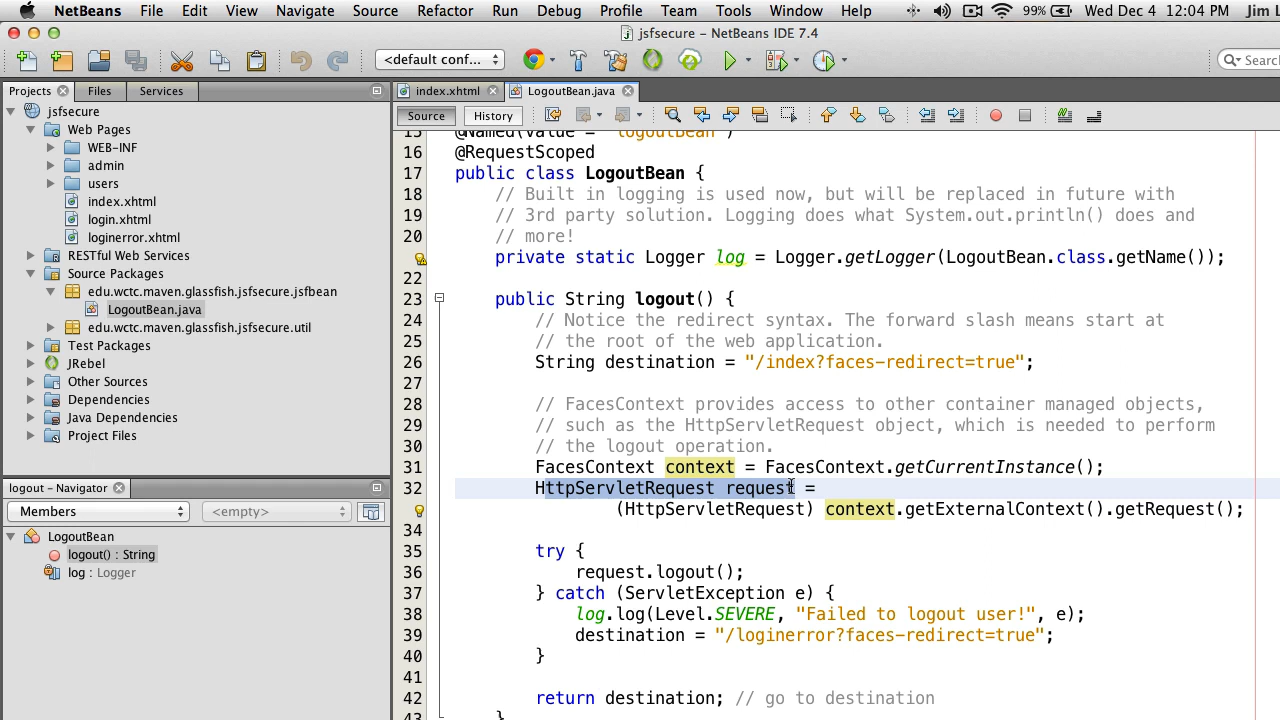 NetBeans File Edit View Navigate Source Refactor Run Debug Profile Team Tools Window Help 99% Wed Dec 4 12:04 PM Jim L
jsfsecure – NetBeans IDE 7.4
<default conf... Searc
Projects Files Services
index.xhtml LogoutBean.java
Source History
jsfsecure
Web Pages
WEB-INF
admin
users
index.xhtml
login.xhtml
loginerror.xhtml
RESTful Web Services
Source Packages
edu.wctc.maven.glassfish.jsfsecure.jsfbean
LogoutBean.java
edu.wctc.maven.glassfish.jsfsecure.util
Test Packages
JRebel
Other Sources
Dependencies
Java Dependencies
Project Files
logout - Navigator
Members <empty>
LogoutBean
logout() : String
log : Logger
15 @Named(value = "logoutBean")
16 @RequestScoped
17 public class LogoutBean {
18 // Built in logging is used now, but will be replaced in future with
19 // 3rd party solution. Logging does what System.out.println() does and
20 // more!
private static Logger log = Logger.getLogger(LogoutBean.class.getName());
22
23 public String logout() {
24 // Notice the redirect syntax. The forward slash means start at
25 // the root of the web application.
26 String destination = "/index?faces-redirect=true";
27
28 // FacesContext provides access to other container managed objects,
29 // such as the HttpServletRequest object, which is needed to perform
30 // the logout operation.
31 FacesContext context = FacesContext.getCurrentInstance();
32 HttpServletRequest request =
(HttpServletRequest) context.getExternalContext().getRequest();
34
35 try {
36 request.logout();
37 } catch (ServletException e) {
38 log.log(Level.SEVERE, "Failed to logout user!", e);
39 destination = "/loginerror?faces-redirect=true";
40 }
41
42 return destination; // go to destination
43 }